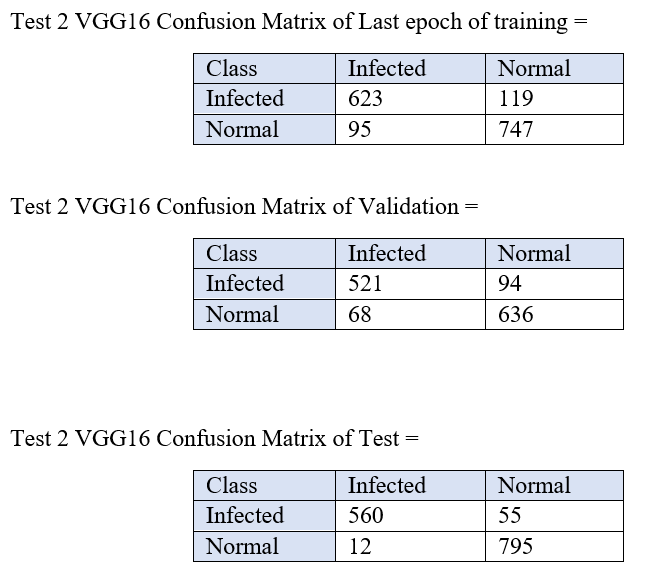 Test 2 VGG16 Confusion Matrix of Last epoch of training =
Class Infected Normal
Infected 623 119
Normal 95 747
Test 2 VGG16 Confusion Matrix of Validation =
Class Infected Normal
Infected 521 94
Normal 68 636
Test 2 VGG16 Confusion Matrix of Test =
Class Infected Normal
Infected 560 55
Normal 12 795